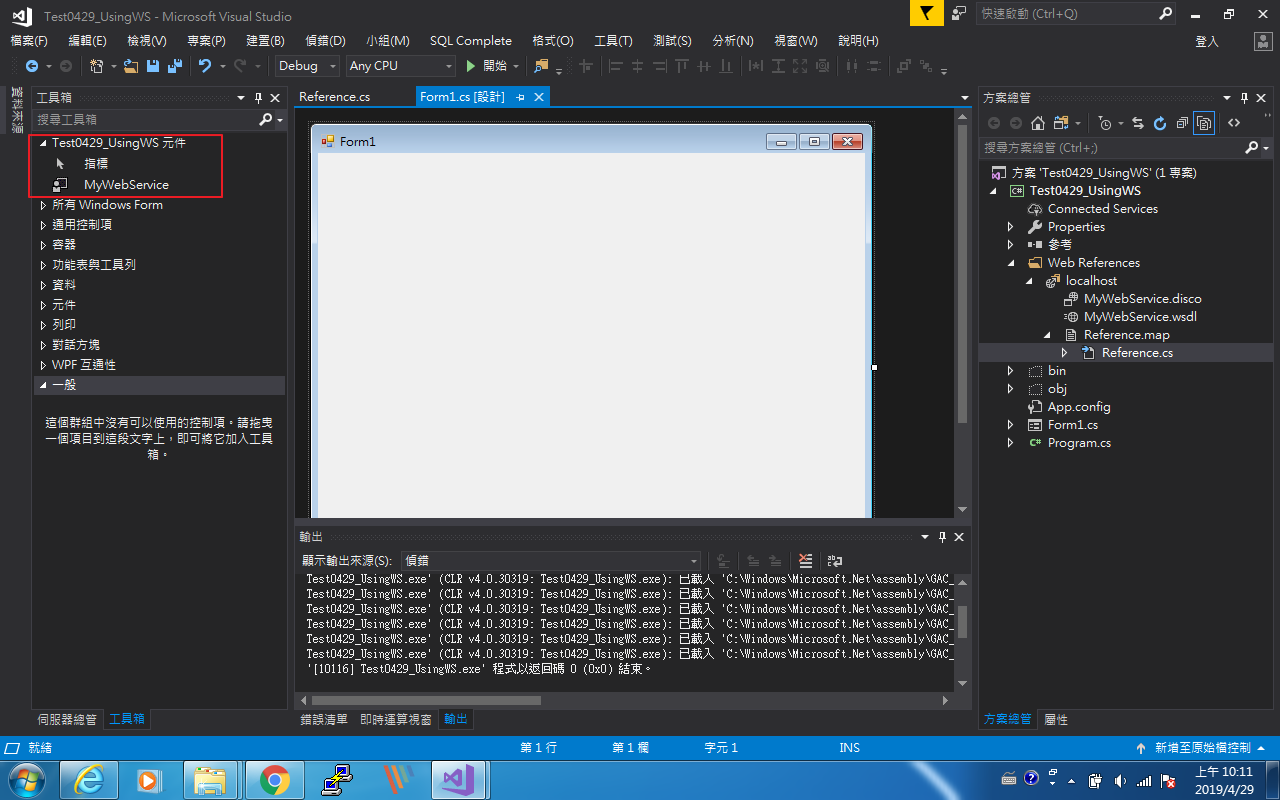 Test0429_UsingWS - Microsoft Visual Studio
快速啟動 (Ctrl+Q)
檔案(F) 編輯(E) 檢視(V) 專案(P) 建置(B) 偵錯(D) 小組(M) SQL Complete 格式(O) 工具(T) 測試(S) 分析(N) 視窗(W) 說明(H) 登入
Debug Any CPU 開始
資料來源
工具箱
搜尋工具箱
Test0429_UsingWS 元件
指標
MyWebService
所有 Windows Form
通用控制項
容器
功能表與工具列
資料
元件
列印
對話方塊
WPF 互通性
一般
這個群組中沒有可以使用的控制項。請拖曳
一個項目到這段文字上，即可將它加入工具
箱。
伺服器總管 工具箱
Reference.cs Form1.cs [設計]
Form1
輸出
顯示輸出來源(S): 偵錯
Test0429_UsingWS.exe' (CLR v4.0.30319: Test0429_UsingWS.exe): 已載入 'C:\Windows\Microsoft.Net\assembly\GAC_
Test0429_UsingWS.exe' (CLR v4.0.30319: Test0429_UsingWS.exe): 已載入 'C:\Windows\Microsoft.Net\assembly\GAC_
Test0429_UsingWS.exe' (CLR v4.0.30319: Test0429_UsingWS.exe): 已載入 'C:\Windows\Microsoft.Net\assembly\GAC_
Test0429_UsingWS.exe' (CLR v4.0.30319: Test0429_UsingWS.exe): 已載入 'C:\Windows\Microsoft.Net\assembly\GAC_
Test0429_UsingWS.exe' (CLR v4.0.30319: Test0429_UsingWS.exe): 已載入 'C:\Windows\Microsoft.Net\assembly\GAC_
Test0429_UsingWS.exe' (CLR v4.0.30319: Test0429_UsingWS.exe): 已載入 'C:\Windows\Microsoft.Net\assembly\GAC_
'[10116] Test0429_UsingWS.exe' 程式以返回碼 0 (0x0) 結束。
錯誤清單 即時運算視窗 輸出
方案總管
搜尋方案總管 (Ctrl+;)
方案 'Test0429_UsingWS' (1 專案)
Test0429_UsingWS
Connected Services
Properties
參考
Web References
localhost
MyWebService.disco
MyWebService.wsdl
Reference.map
Reference.cs
bin
obj
App.config
Form1.cs
Program.cs
方案總管 屬性
就緒 第 1 行 第 1 欄 字元 1 INS 新增至原始檔控制
上午 10:11
2019/4/29